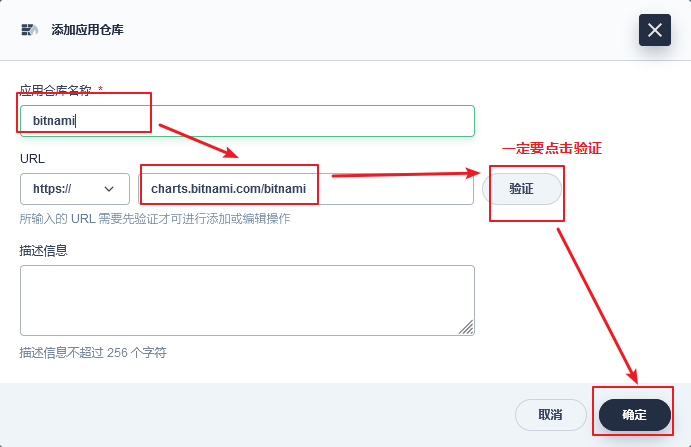 添加应用仓库
应用仓库名称 *
bitnami
URL
一定要点击验证
https://
charts.bitnami.com/bitnami
验证
所输入的 URL 需要先验证才可进行添加或编辑操作
描述信息
描述信息不超过 256 个字符
取消
确定